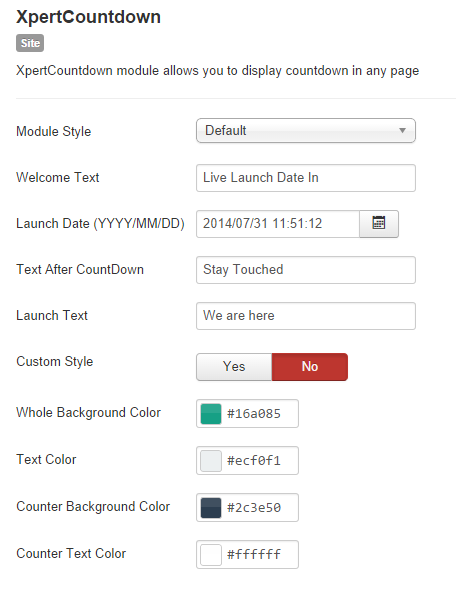 XpertCountdown
Site
XpertCountdown module allows you to display countdown in any page
Module Style Default
Welcome Text Live Launch Date In
Launch Date (YYYY/MM/DD) 2014/07/31 11:51:12
Text After CountDown Stay Touched
Launch Text We are here
Custom Style Yes No
Whole Background Color #16a085
Text Color #ecf0f1
Counter Background Color #2c3e50
Counter Text Color #ffffff